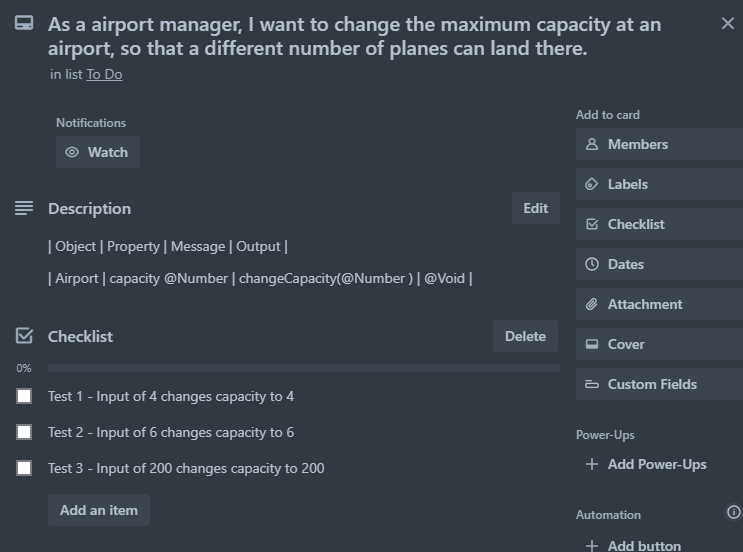 As a airport manager, I want to change the maximum capacity at an
airport, so that a different number of planes can land there.
in list To Do
Notifications
Watch
Description
Edit
| Object | Property | Message | Output |
| Airport | capacity @Number | changeCapacity(@Number ) | @Void |
Checklist
Delete
0%
Test 1 - Input of 4 changes capacity to 4
Test 2 - Input of 6 changes capacity to 6
Test 3 - Input of 200 changes capacity to 200
Add an item
Add to card
Members
Labels
Checklist
Dates
Attachment
Cover
Custom Fields
Power-Ups
Add Power-Ups
Automation
Add button